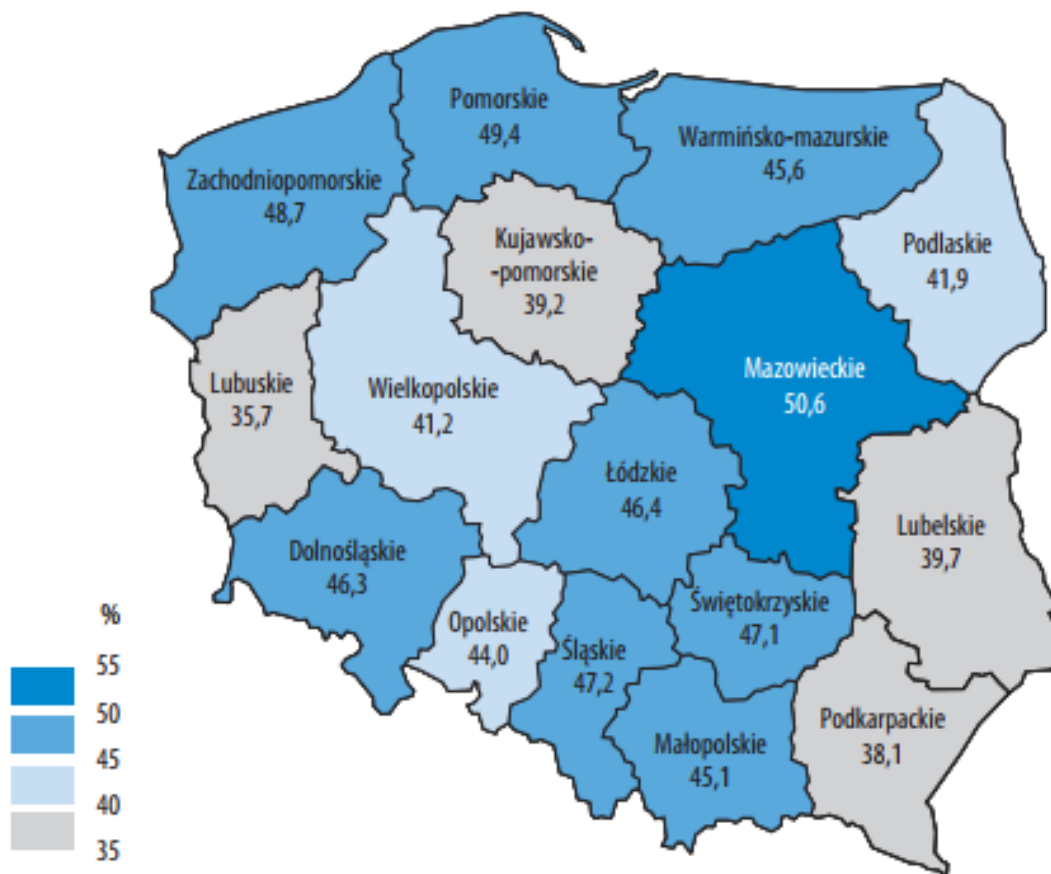 Pomorskie
49,4
Warmińsko-mazurskie
45,6
Zachodniopomorskie
48,7
Kujawsko-
-pomorskie
39,2
Podlaskie
41,9
Lubuskie
35,7
Wielkopolskie
41,2
Mazowieckie
50,6
Łódzkie
46,4
Lubelskie
39,7
Dolnośląskie
46,3
Opolskie
44,0
Śląskie
47,2
Świętokrzyskie
47,1
Małopolskie
45,1
Podkarpackie
38,1
%
55
50
45
40
35